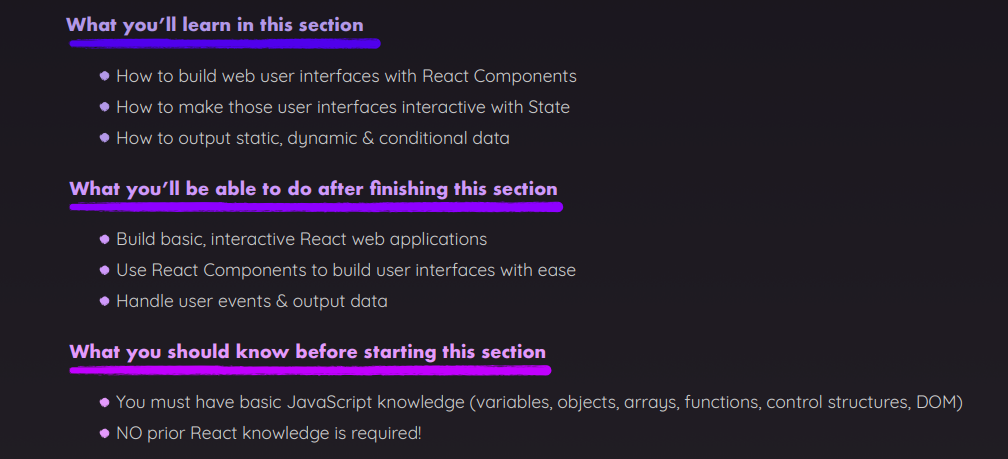 What you'll learn in this section
How to build web user interfaces with React Components
How to make those user interfaces interactive with State
How to output static, dynamic & conditional data
What you'll be able to do after finishing this section
Build basic, interactive React web applications
Use React Components to build user interfaces with ease
Handle user events & output data
What you should know before starting this section
You must have basic JavaScript knowledge (variables, objects, arrays, functions, control structures, DOM)
NO prior React knowledge is required!